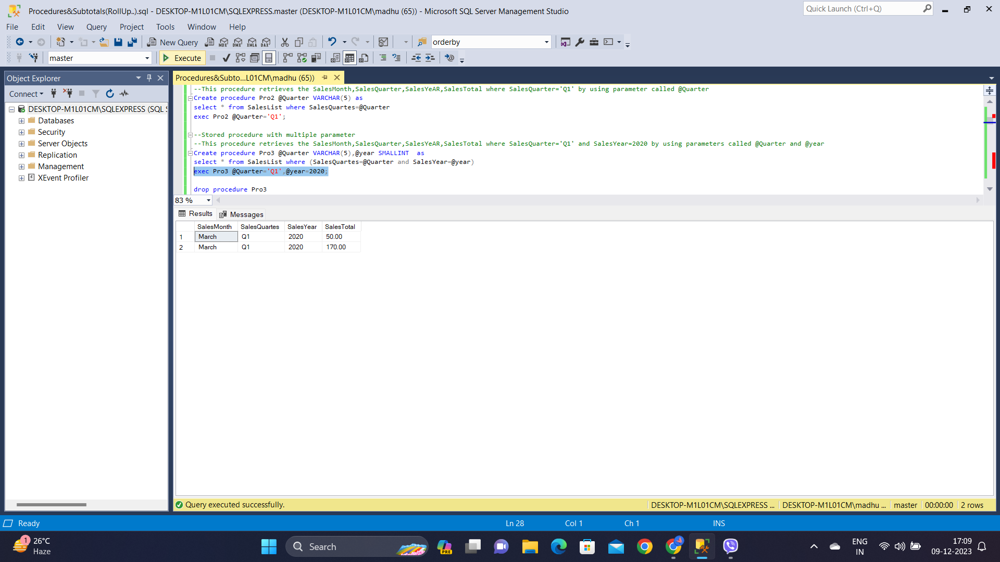 Procedures&Subtotals(RollUp..).sql - DESKTOP-M1L01CM\SQLEXPRESS.master (DESKTOP-M1L01CM\madhu (65)) - Microsoft SQL Server Management Studio
Quick Launch (Ctrl+Q)
File Edit View Query Project Tools Window Help
New Query
MDX DMX XMLA DAX
orderby
master
Execute
Object Explorer
Connect
DESKTOP-M1L01CM\SQLEXPRESS (SQL S
Databases
Security
Server Objects
Replication
Management
XEvent Profiler
Procedures&Subto...L01CM\madhu (65))
--This procedure retrieves the SalesMonth,SalesQuarter,SalesYeAR,SalesTotal where SalesQuarter='Q1' by using parameter called @Quarter
Create procedure Pro2 @Quarter VARCHAR(5) as
select * from SalesList where SalesQuartes=@Quarter
exec Pro2 @Quarter='Q1';
--Stored procedure with multiple parameter
--This procedure retrieves the SalesMonth,SalesQuarter,SalesYeAR,SalesTotal where SalesQuarter='Q1' and SalesYear=2020 by using parameters called @Quarter and @year
Create procedure Pro3 @Quarter VARCHAR(5),@year SMALLINT  as
select * from SalesList where (SalesQuartes=@Quarter and SalesYear=@year)
exec Pro3 @Quarter='Q1',@year=2020;
drop procedure Pro3
83 %
Results Messages
SalesMonth SalesQuartes SalesYear SalesTotal
1 March Q1 2020 50.00
2 March Q1 2020 170.00
Query executed successfully.
DESKTOP-M1L01CM\SQLEXPRESS ... DESKTOP-M1L01CM\madhu ... master 00:00:00 2 rows
Ready
Ln 28 Col 1 Ch 1 INS
1
26°C
Haze
Search
PRE
ENG
IN
17:09
09-12-2023